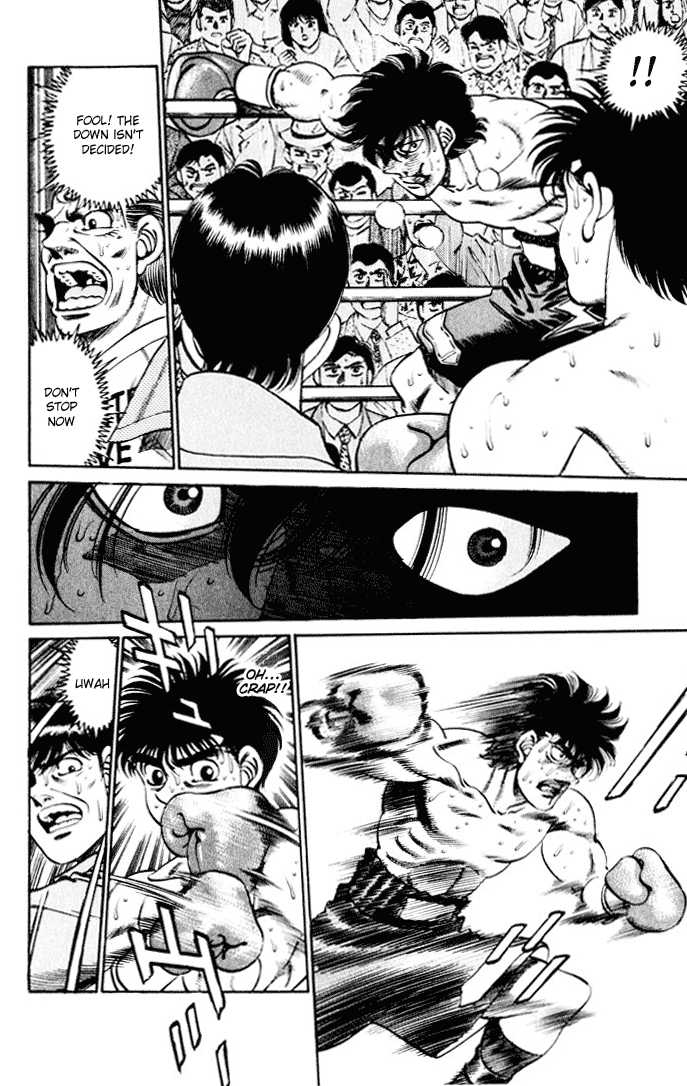 !!
FOOL! THE
DOWN ISN'T
DECIDED!
DON'T
STOP
NOW
OH...
CRAP!!
UWAH